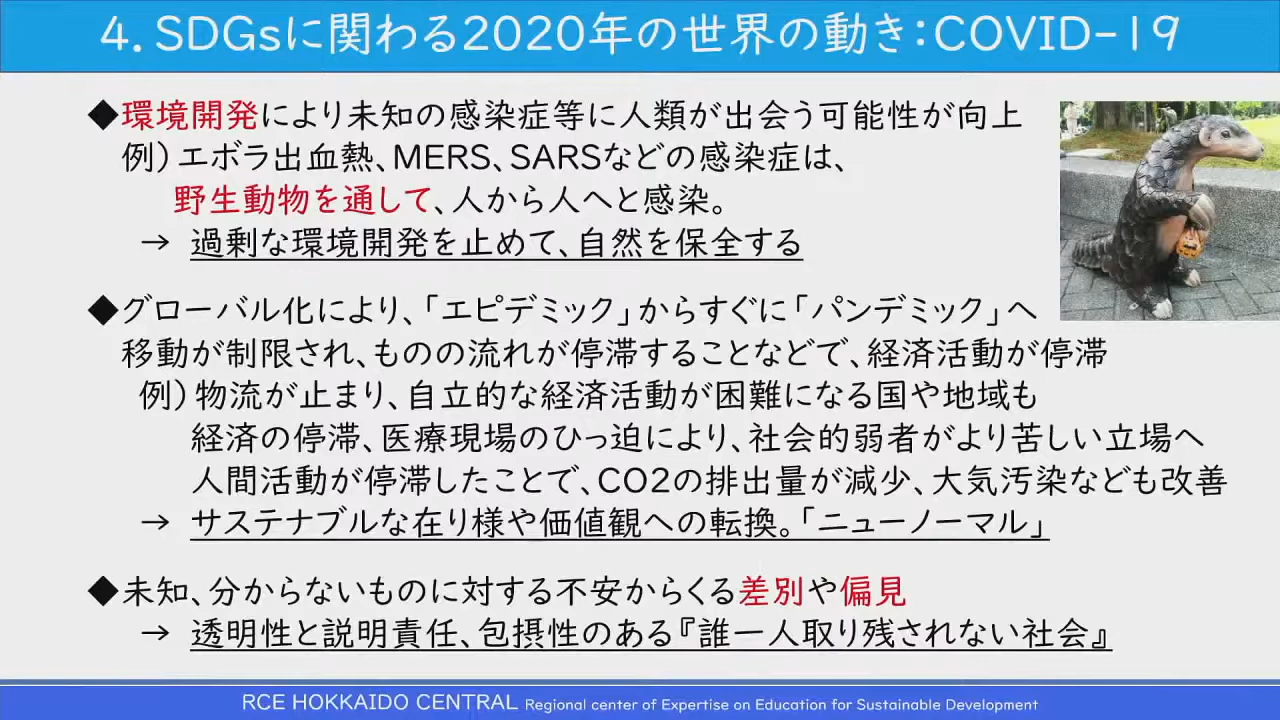 4. SDGsに関わる2020年の世界の動き：COVID-19
◆環境開発により未知の感染症等に人類が出会う可能性が向上
例）エボラ出血熱、MERS、SARSなどの感染症は、
野生動物を通して、人から人へと感染。
→ 過剰な環境開発を止めて、自然を保全する
◆グローバル化により、「エピデミック」からすぐに「パンデミック」へ
移動が制限され、ものの流れが停滞することなどで、経済活動が停滞
例）物流が止まり、自立的な経済活動が困難になる国や地域も
経済の停滞、医療現場のひっ迫により、社会的弱者がより苦しい立場へ
人間活動が停滞したことで、CO2の排出量が減少、大気汚染なども改善
→ サステナブルな在り様や価値観への転換。「ニューノーマル」
◆未知、分からないものに対する不安からくる差別や偏見
→ 透明性と説明責任、包摂性のある『誰一人取り残されない社会』
RCE HOKKAIDO CENTRAL Regional center of Expertise on Education for Sustainable Development